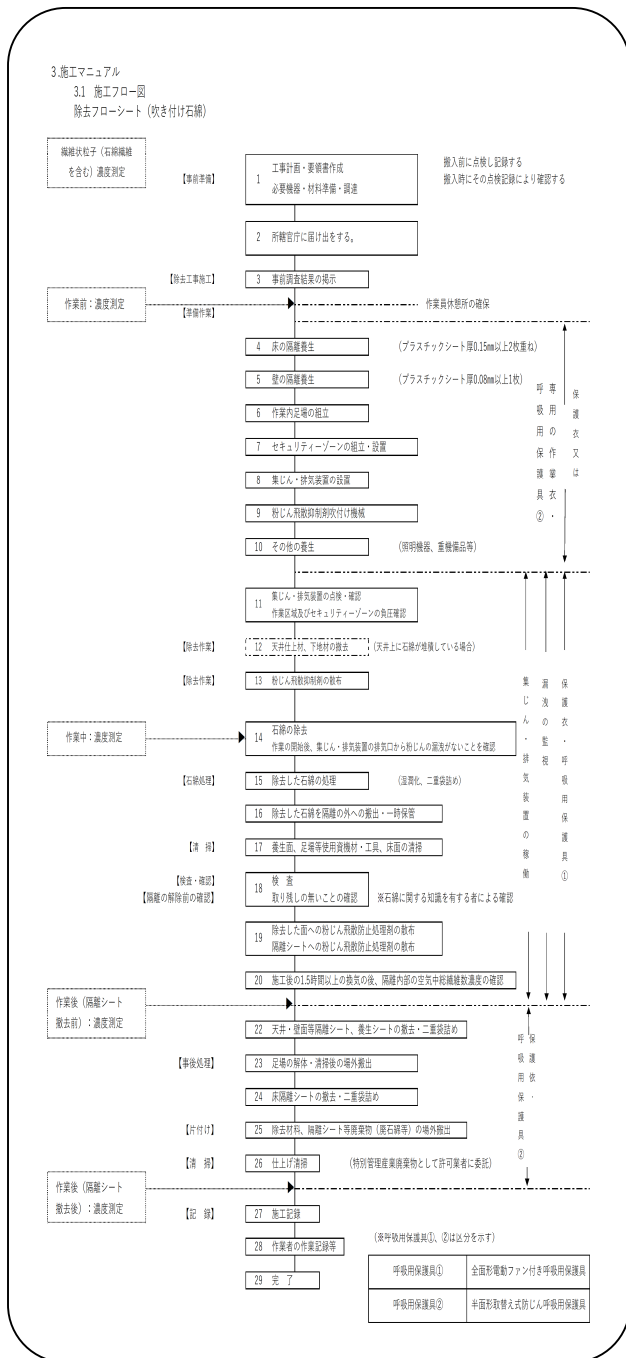 3.施工マニュアル
3.1 施工フロー図
除去フローシート（吹き付け石綿）
繊維状粒子（石綿繊維
を含む）濃度測定
【事前準備】
1 工事計画・要領書作成
必要機器・材料準備・調達
搬入前に点検し記録する
搬入時にその点検記録により確認する
2 所轄官庁に届け出をする。
【除去工事施工】
3 事前調査結果の掲示
作業前：濃度測定
作業員休憩所の確保
【準備作業】
4 床の隔離養生
(プラスチックシート厚0.15mm以上2枚重ね)
5 壁の隔離養生
(プラスチックシート厚0.08mm以上1枚)
6 作業内足場の組立
7 セキュリティーゾーンの組立・設置
8 集じん・排気装置の設置
9 粉じん飛散抑制剤吹付け機械
10 その他の養生
(照明機器、重機備品等)
保護衣又は
専用の作業衣・
呼吸用保護具②
11 集じん・排気装置の点検・確認
作業区域及びセキュリティーゾーンの負圧確認
【除去作業】
12 天井仕上材、下地材の撤去
(天井上に石綿が堆積している場合)
【除去作業】
13 粉じん飛散抑制剤の散布
作業中：濃度測定
14 石綿の除去
作業の開始後、集じん・排気装置の排気口から粉じんの漏洩がないことを確認
【石綿処理】
15 除去した石綿の処理
(湿潤化、二重袋詰め)
16 除去した石綿を隔離の外への搬出・一時保管
【清 掃】
17 養生面、足場等使用資機材・工具、床面の清掃
【検査・確認】
【隔離の解除前の確認】
18 検 査
取り残しの無いことの確認
※石綿に関する知識を有する者による確認
19 除去した面への粉じん飛散防止処理剤の散布
隔離シートへの粉じん飛散防止処理剤の散布
20 施工後の1.5時間以上の換気の後、隔離内部の空気中総繊維数濃度の確認
保護衣・呼吸用保護具①
漏洩の監視
集じん・排気装置の稼働
作業後（隔離シート
撤去前）：濃度測定
22 天井・壁面等隔離シート、養生シートの撤去・二重袋詰め
【事後処理】
23 足場の解体・清掃後の場外搬出
24 床隔離シートの撤去・二重袋詰め
【片付け】
25 除去材料、隔離シート等廃棄物（廃石綿等）の場外搬出
【清 掃】
26 仕上げ清掃
(特別管理産業廃棄物として許可業者に委託)
保護依・
呼吸用保護具②
作業後（隔離シート
撤去後）：濃度測定
【記 録】
27 施工記録
28 作業者の作業記録等
29 完 了
(※呼吸用保護具①、②は区分を示す)
呼吸用保護具① 全面形電動ファン付き呼吸用保護具
呼吸用保護具② 半面形取替え式防じん呼吸用保護具